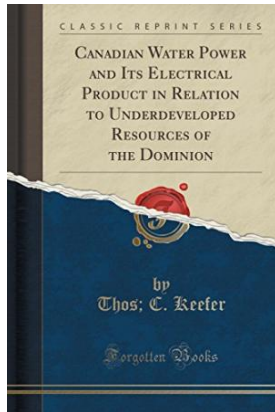 CLASSIC REPRINT SERIES
CANADIAN WATER POWER
AND ITS ELECTRICAL
PRODUCT IN RELATION
TO UNDERDEVELOPED
RESOURCES OF
THE DOMINION
by
Thos; C. Keefer
Forgotten Books